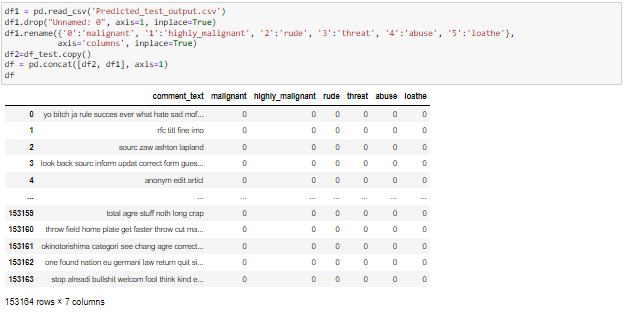 df1 = pd.read_csv('Predicted_test_output.csv')
df1.drop("Unnamed: 0", axis=1, inplace=True)
df1.rename({'0':'malignant', '1':'highly_malignant', '2':'rude', '3':'threat', '4':'abuse', '5':'loathe'},
axis='columns', inplace=True)
df2=df_test.copy()
df = pd.concat([df2, df1], axis=1)
df
comment_text malignant highly_malignant rude threat abuse loathe
0 yo bitch ja rule succes ever what hate sad mof... 0 0 0 0 0 0
1 rfc titl fine imo 0 0 0 0 0 0
2 sourc zaw ashton lapland 0 0 0 0 0 0
3 look back sourc inform updat correct form gues... 0 0 0 0 0 0
4 anonym edit articl 0 0 0 0 0 0
... ... ... ... ... ... ... ...
153159 total agre stuff noth long crap 0 0 0 0 0 0
153160 throw field home plate get faster throw cut ma... 0 0 0 0 0 0
153161 okinotorishima categori see chang agre correct... 0 0 0 0 0 0
153162 one found nation eu germani law return quit si... 0 0 0 0 0 0
153163 stop alreadi bullshit welcom fool think kind e... 0 0 0 0 0 0
153164 rows × 7 columns